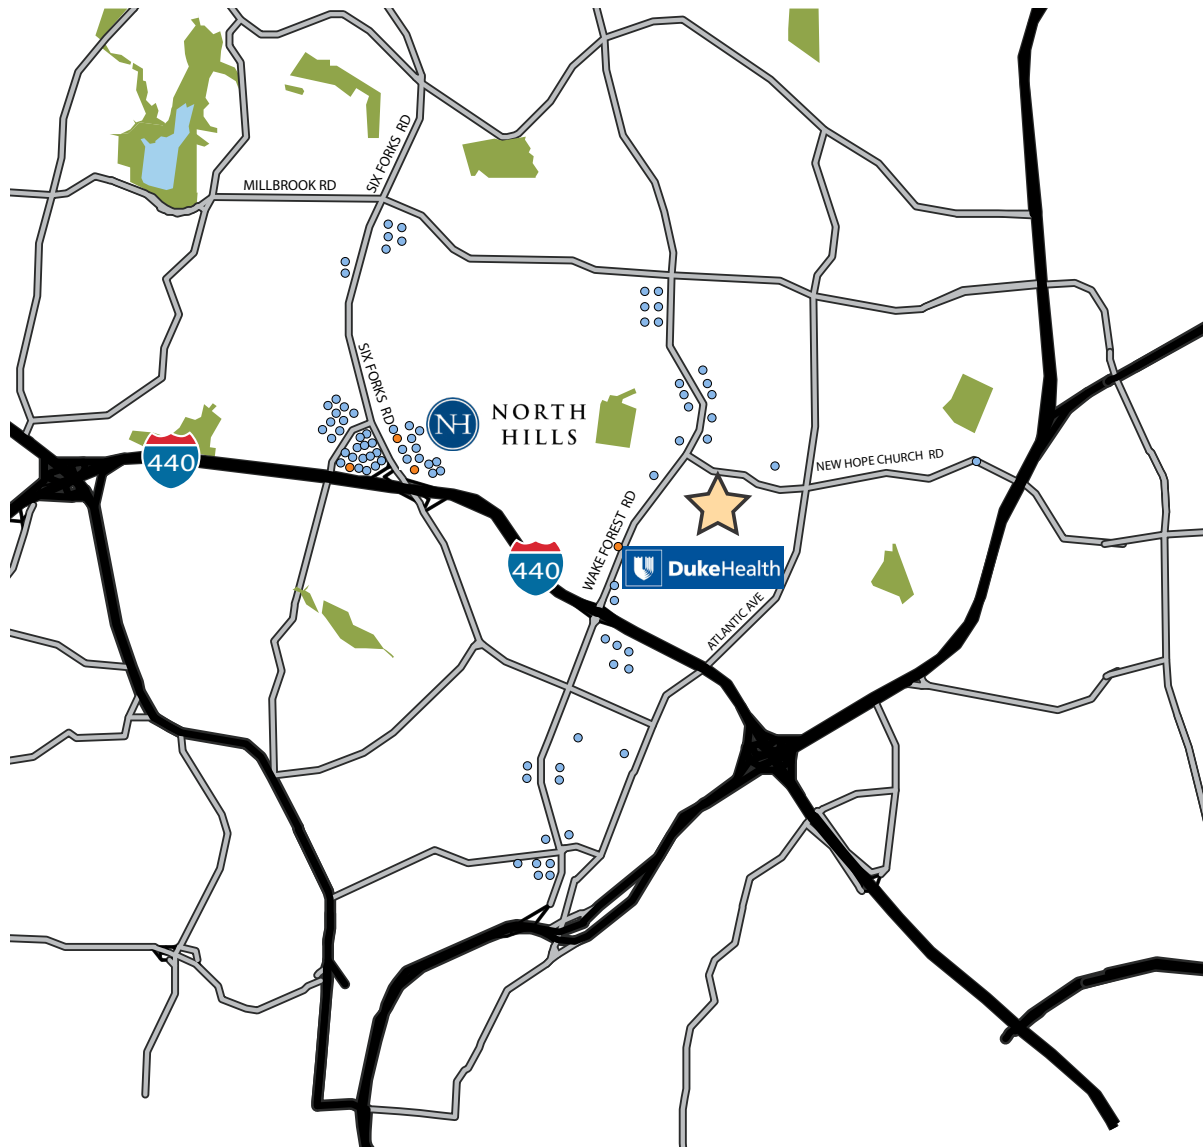 SIX FORKS RD
MILLBROOK RD
SIX FORKS RD
NH
NORTH
HILLS
440
NEW HOPE CHURCH RD
WAKE FOREST RD
440
DukeHealth
ATLANTIC AVE